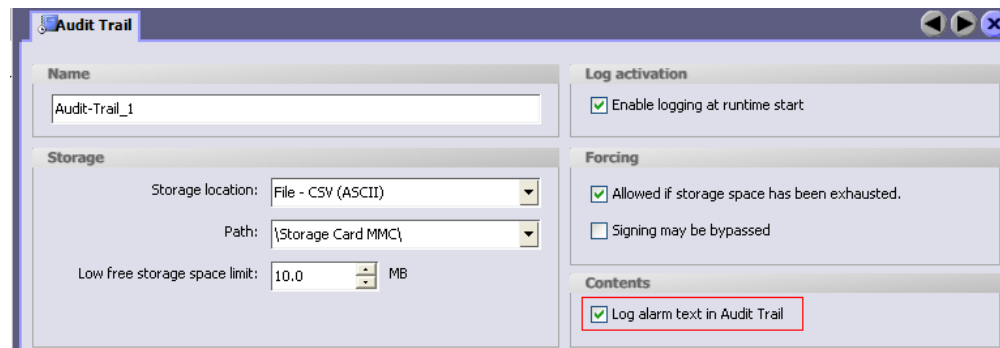 Audit Trail
Name
Audit-Trail_1
Storage
Storage location: File - CSV (ASCII)
Path: \Storage Card MMC\
Low free storage space limit: 10.0 MB
Log activation
Enable logging at runtime start
Forcing
Allowed if storage space has been exhausted.
Signing may be bypassed
Contents
Log alarm text in Audit Trail